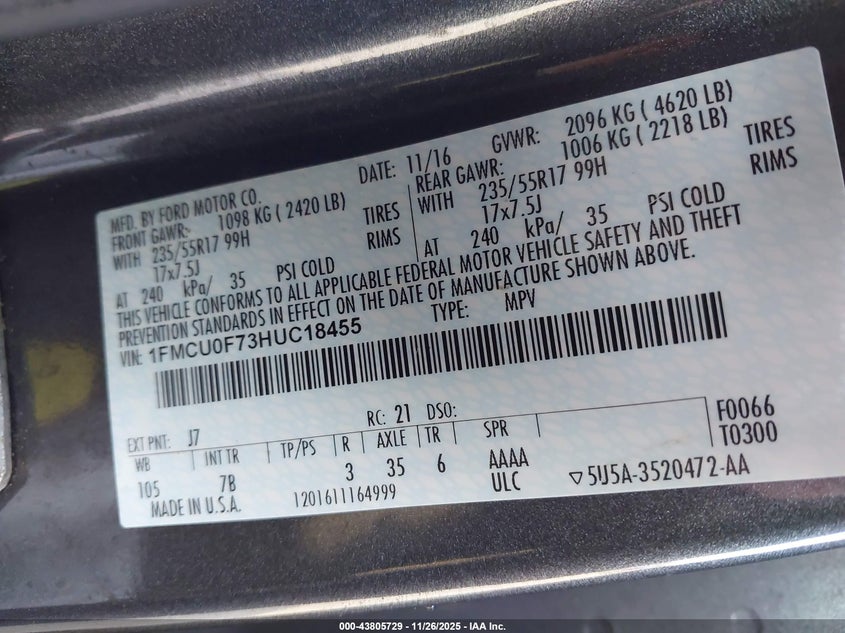 MFD. BY FORD MOTOR CO.
DATE: 11/16
GVWR: 2096 KG ( 4620 LB)
FRONT GAWR: 1098 KG ( 2420 LB)
REAR GAWR: 1006 KG ( 2218 LB)
WITH 235/55R17 99H TIRES
WITH 235/55R17 99H TIRES
17x7.5J RIMS
17x7.5J RIMS
AT 240 kPa/ 35 PSI COLD
AT 240 kPa/ 35 PSI COLD
THIS VEHICLE CONFORMS TO ALL APPLICABLE FEDERAL MOTOR VEHICLE SAFETY AND THEFT
PREVENTION STANDARDS IN EFFECT ON THE DATE OF MANUFACTURE SHOWN ABOVE.
VIN: 1FMCU0F73HUC18455
TYPE: MPV
EXT PNT: J7 RC: 21 DSO: F0066
WB INT TR TP/PS R AXLE TR SPR T0300
105 7B 3 35 6 AAAA
ULC
MADE IN U.S.A. 1201611164999
▽5U5A-3520472-AA
000-43805729 - 11/26/2025 - IAA Inc.